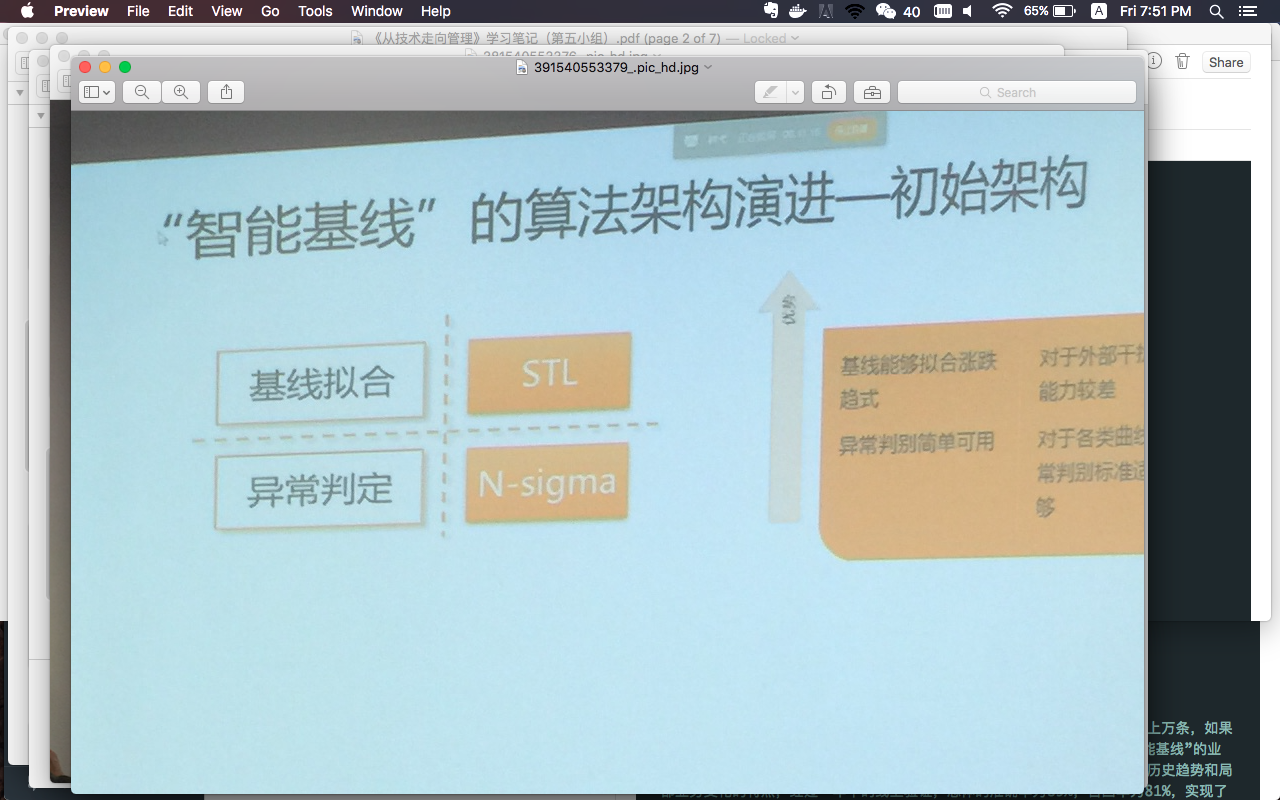 Preview File Edit View Go Tools Window Help
40
65%
A
Fri 7:51 PM
《从技术走向管理》学习笔记（第五小组）.pdf (page 2 of 7) — Locked
391540553379_.pic_hd.jpg
Search
Share
“智能基线” 的算法架构演进—初始架构
优势
基线拟合
STL
异常判定
N-sigma
基线能够拟合涨跌
趋式
异常判别简单可用
对于外部干扰
能力较差
对于各类曲线
常判别标准适
够
上万条，如果
能基线”的业
历史趋势和局
81%，实现了